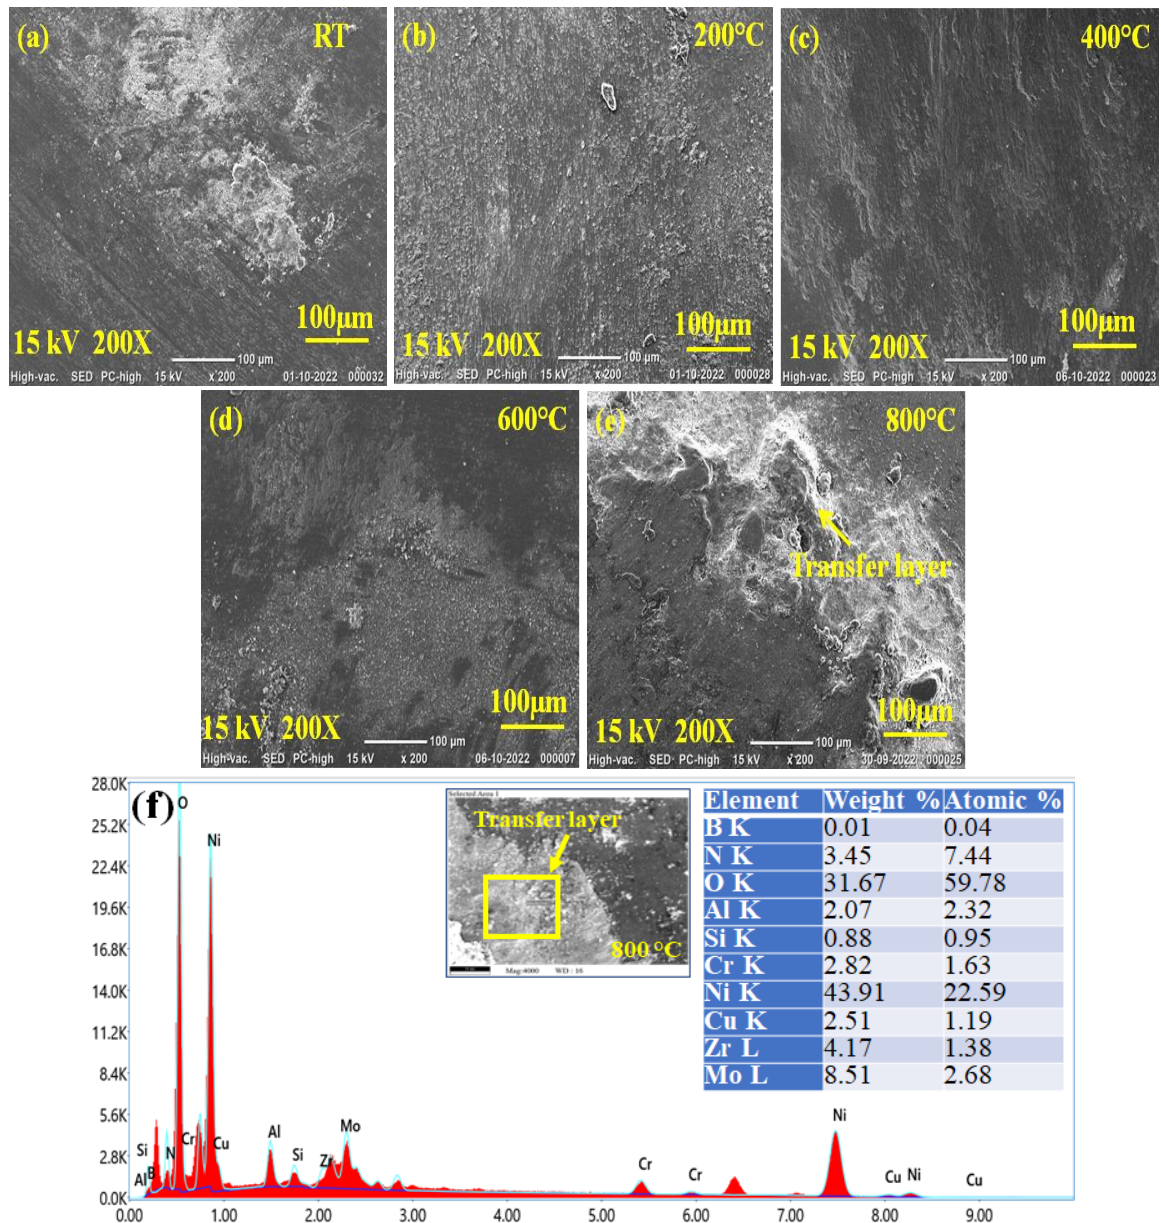 (a) RT
100μm
15 kV 200X
100 μm
High-vac. SED PC-high 15 kV x 200 01-10-2022 000032
(b) 200°C
100μm
15 kV 200X
100 μm
High-vac. SED PC-high 15 kV x 200 01-10-2022 000028
(c) 400°C
100μm
15 kV 200X
100 μm
High-vac. SED PC-high 15 kV x 200 06-10-2022 000023
(d) 600°C
100μm
15 kV 200X
100 μm
High-vac. SED PC-high 15 kV x 200 06-10-2022 000007
(e) 800°C
Transfer layer
100μm
15 kV 200X
100 μm
High-vac. SED PC-high 15 kV x 200 30-09-2022 000025
(f)
28.0K
25.2K
22.4K
19.6K
16.8K
14.0K
11.2K
8.4K
5.6K
2.8K
0.0K
O
Ni
Si
Cr
N
Cu
Al
B
Al
Si
Zr
Mo
Cr
Cr
Ni
Cu
Ni
Cu
0.00 1.00 2.00 3.00 4.00 5.00 6.00 7.00 8.00 9.00
Selected Area 1
Transfer layer
800 °C
Mag:4000 WD : 16
Element Weight % Atomic %
B K 0.01 0.04
N K 3.45 7.44
O K 31.67 59.78
Al K 2.07 2.32
Si K 0.88 0.95
Cr K 2.82 1.63
Ni K 43.91 22.59
Cu K 2.51 1.19
Zr L 4.17 1.38
Mo L 8.51 2.68